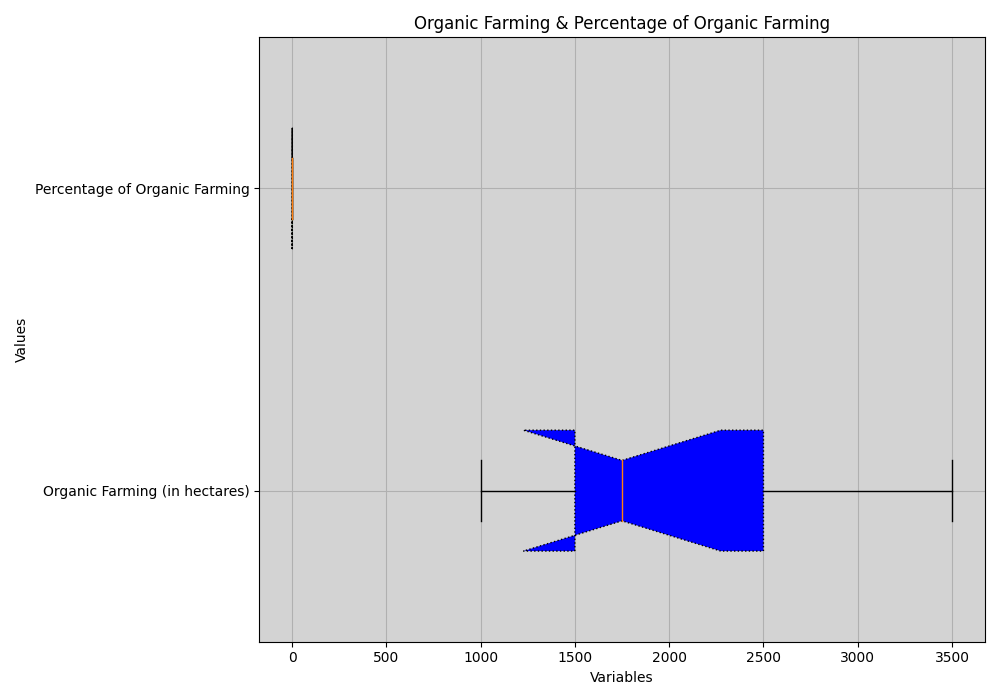 Organic Farming & Percentage of Organic Farming
Percentage of Organic Farming
Values
Organic Farming (in hectares)
0 500 1000 1500 2000 2500 3000 3500
Variables